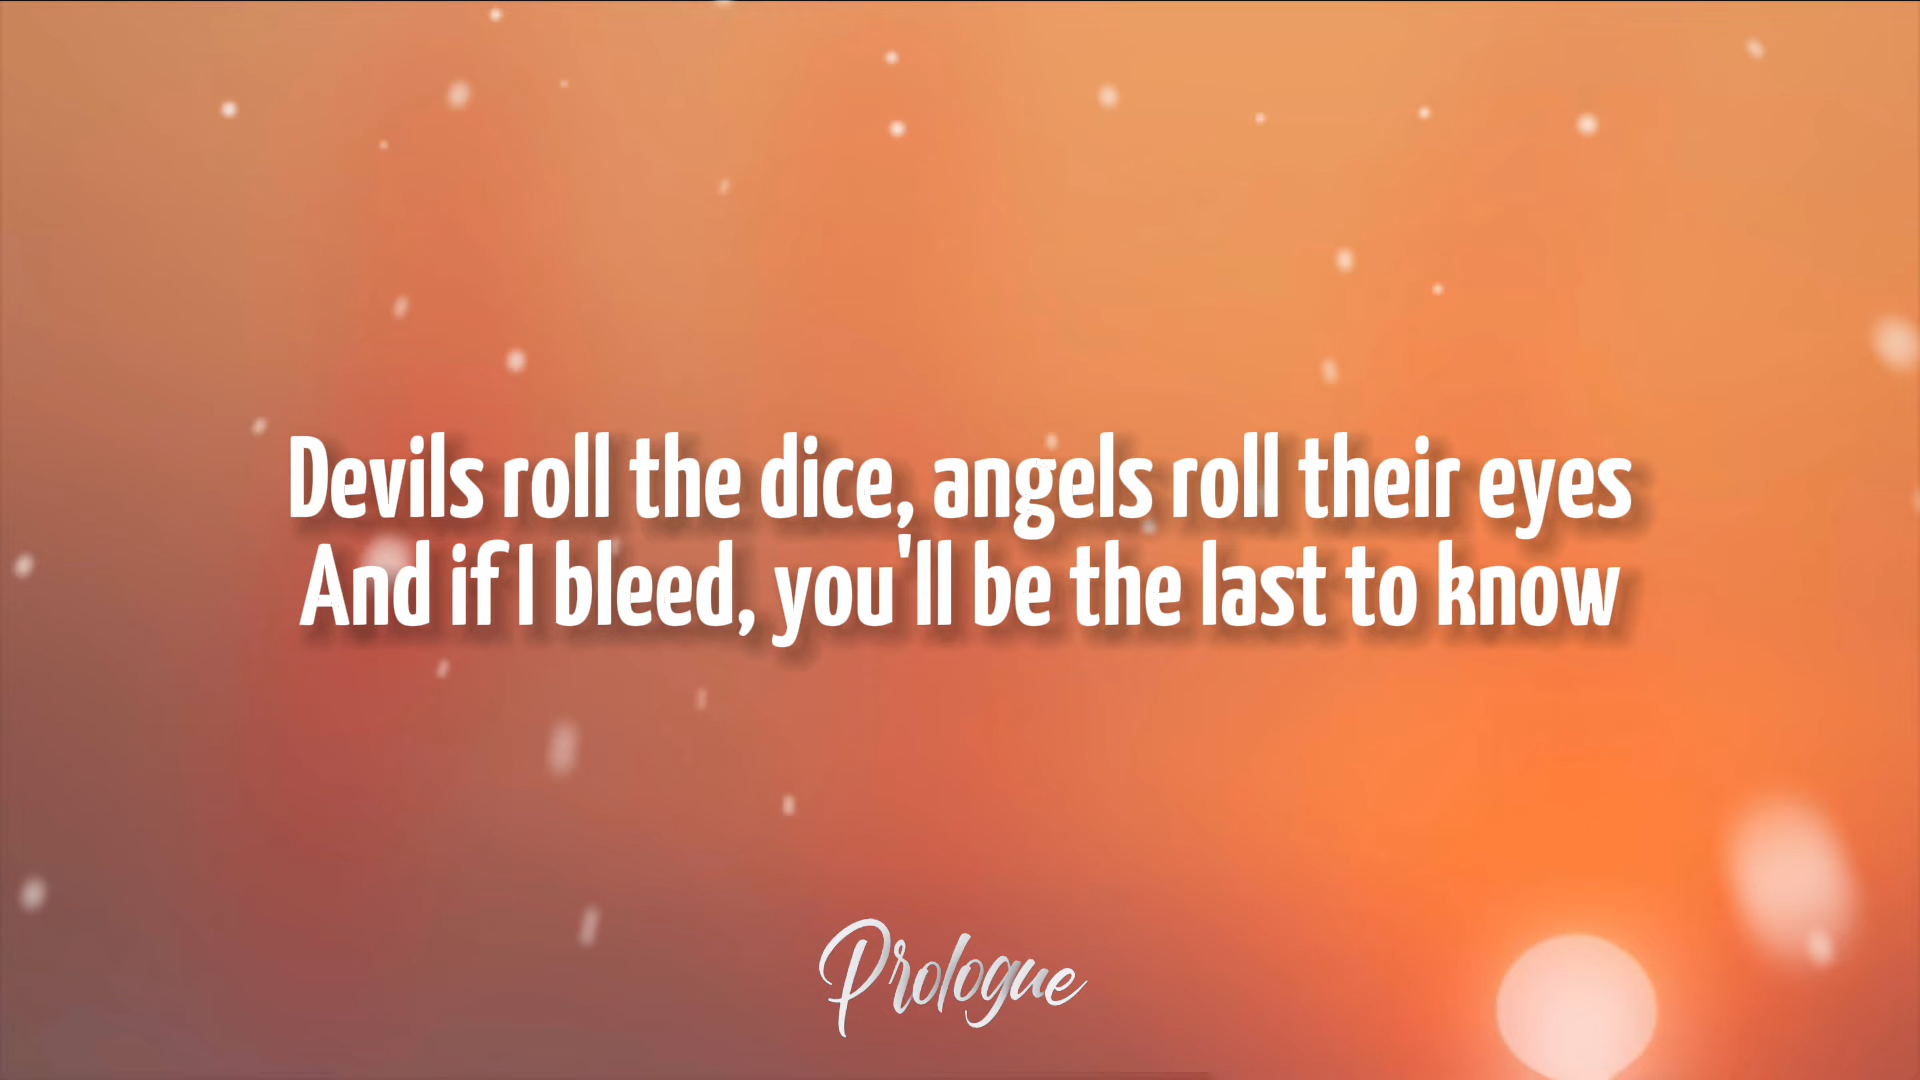 Devils roll the dice, angels roll their eyes
And if I bleed, you'll be the last to know
Prologue